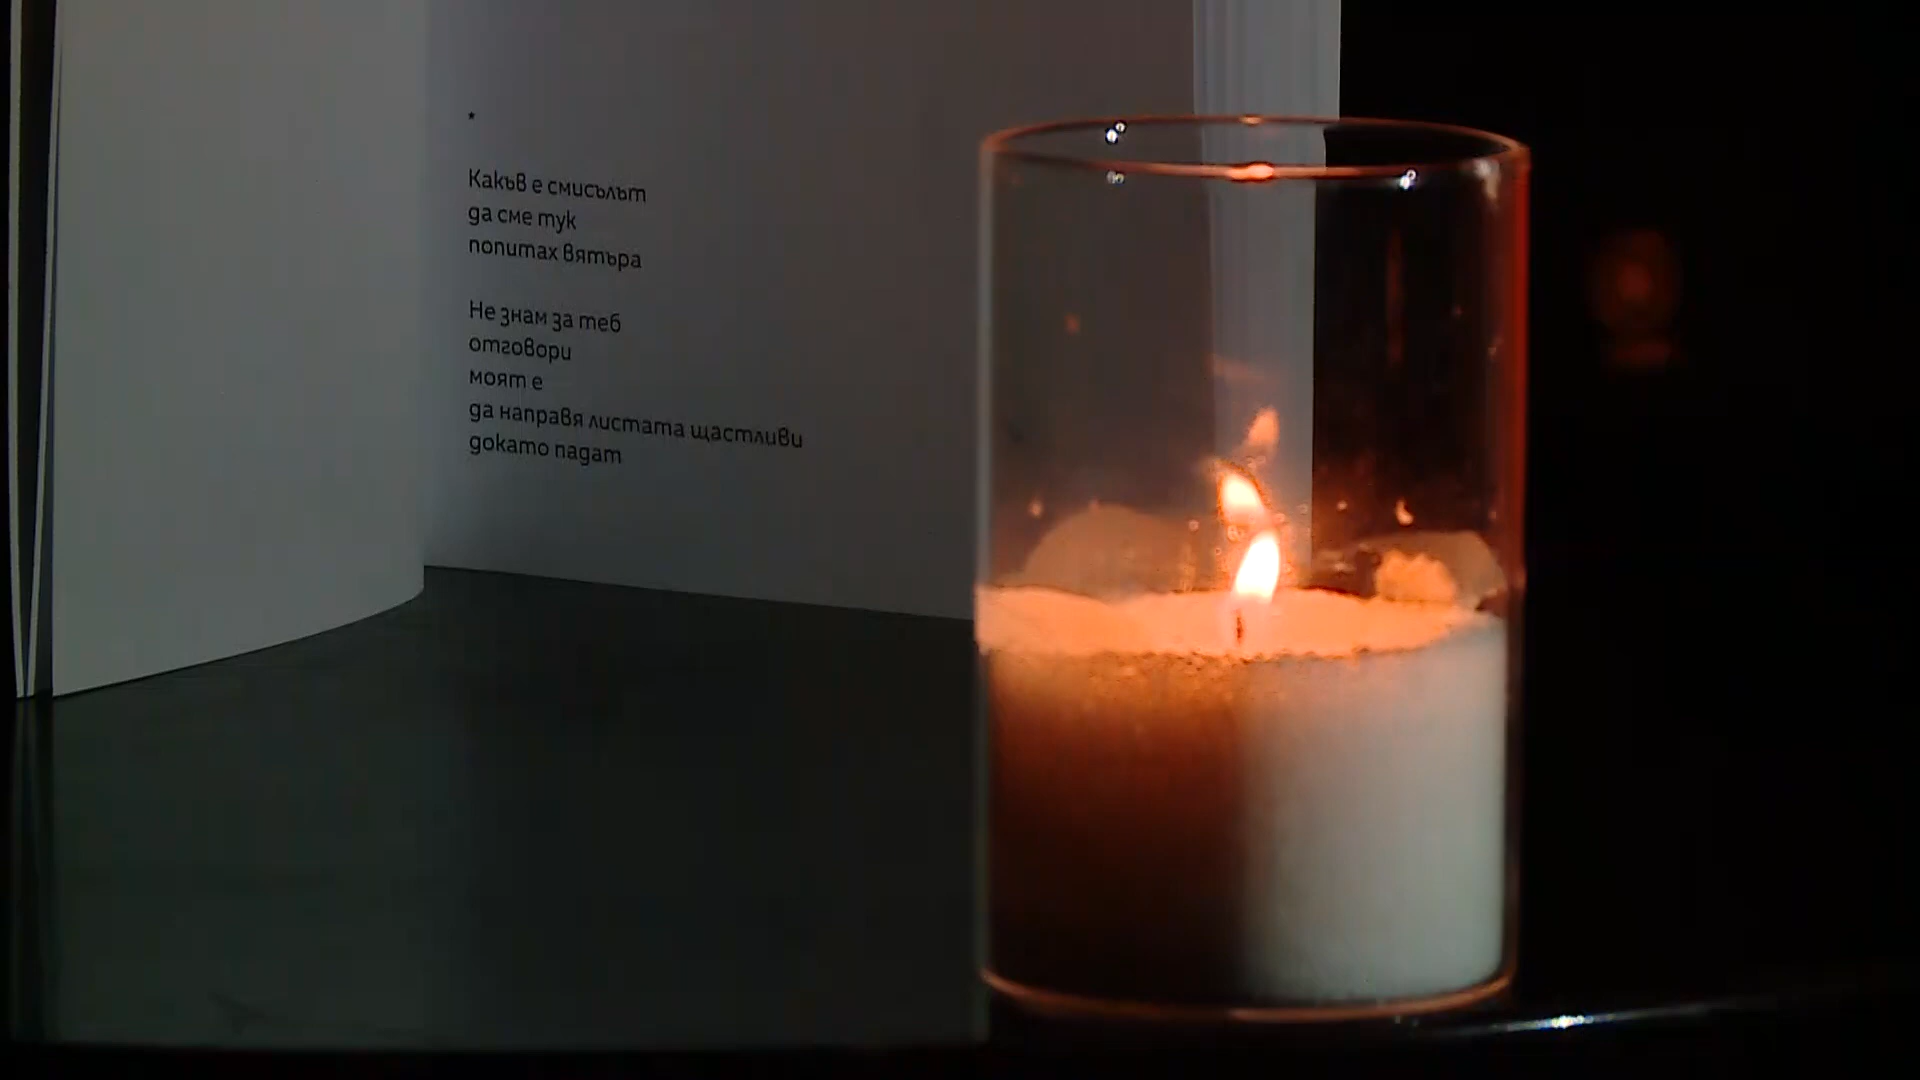 *
Какъв е смисълът
да сме тук
попитах вятъра
Не знам за теб
отговори
моят е
да направя листата щастливи
докато падат